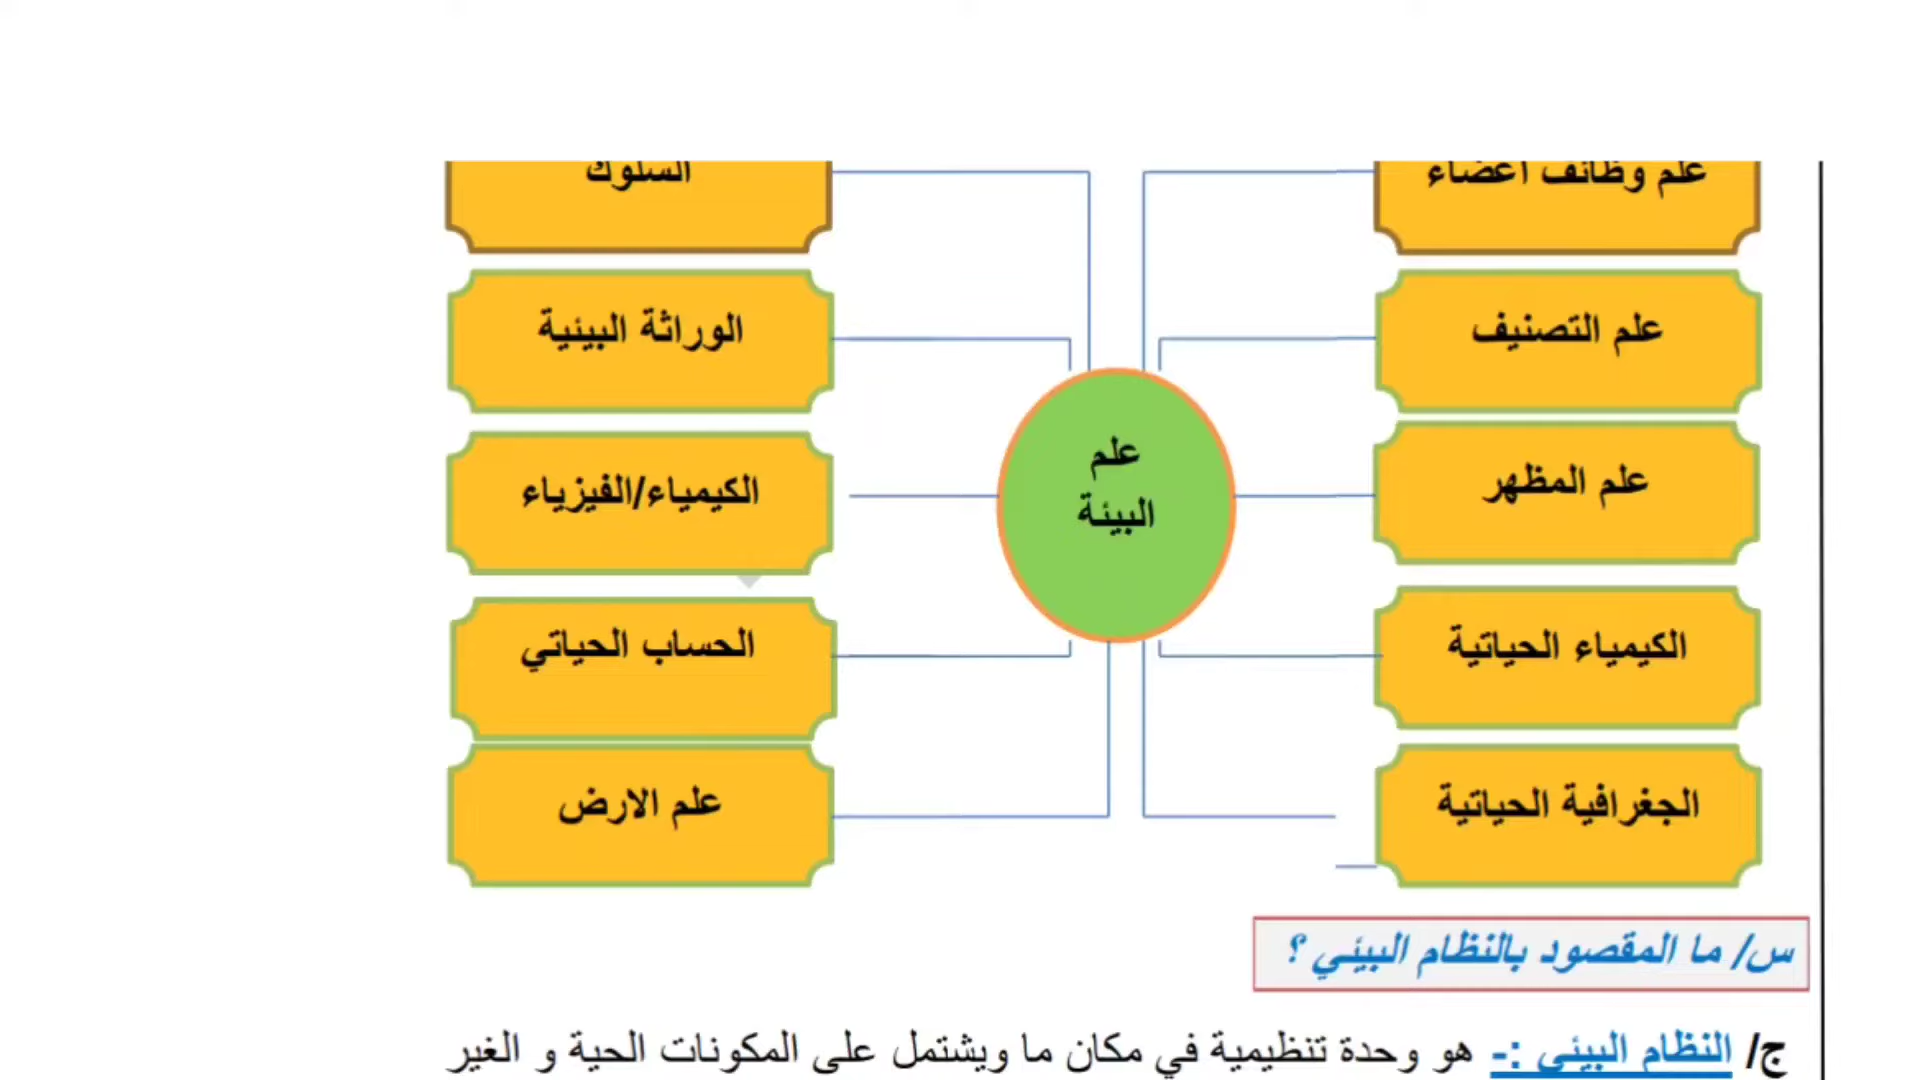 علم وظائف اعضاء
السلوك
علم التصنيف
الوراثة البيئية
علم المظهر
علم
البيئة
الكيمياء/الفيزياء
الكيمياء الحياتية
الحساب الحياتي
الجغرافية الحياتية
علم الارض
س/ ما المقصود بالنظام البيئي ؟
ج/ النظام البيئي :- هو وحدة تنظيمية في مكان ما ويشتمل على المكونات الحية و الغير